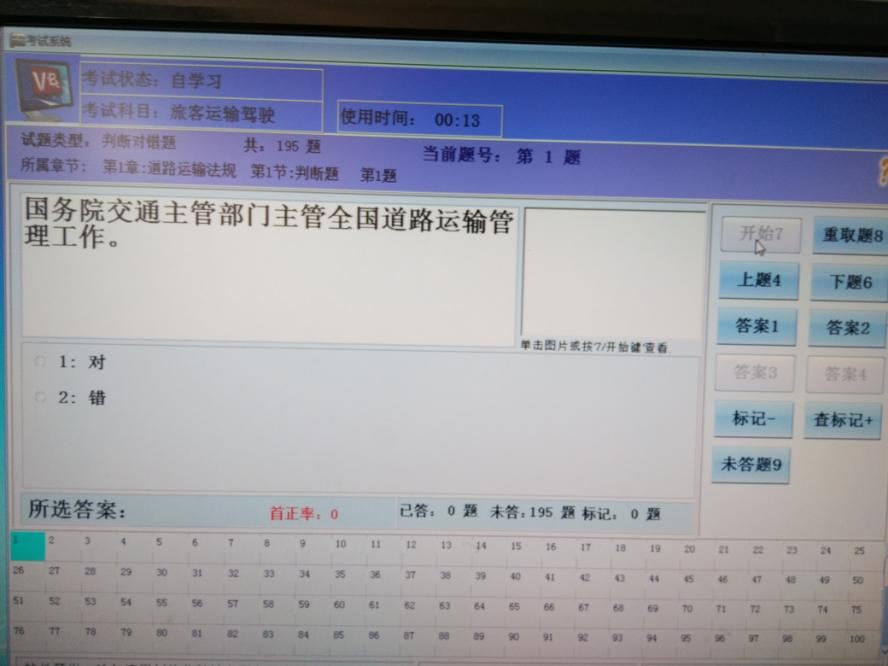 考试系统
VB
考试状态: 自学习
考试科目: 旅客运输驾驶
使用时间: 00:13
试题类型: 判断对错题 共: 195 题
当前题号: 第 1 题
所属章节: 第1章:道路运输法规 第1节:判断题 第1题
国务院交通主管部门主管全国道路运输管
理工作。
单击图片或按7/开始键查看
1: 对
2: 错
开始7 重取题8
上题4 下题6
答案1 答案2
答案3 答案4
标记- 查标记+
未答题9
所选答案: 首正率: 0 已答: 0 题 未答:195 题 标记: 0 题
1 2 3 4 5 6 7 8 9 10 11 12 13 14 15 16 17 18 19 20 21 22 23 24 25
26 27 28 29 30 31 32 33 34 35 36 37 38 39 40 41 42 43 44 45 46 47 48 49 50
51 52 53 54 55 56 57 58 59 60 61 62 63 64 65 66 67 68 69 70 71 72 73 74 75
76 77 78 79 80 81 82 83 84 85 86 87 88 89 90 91 92 93 94 95 96 97 98 99 100